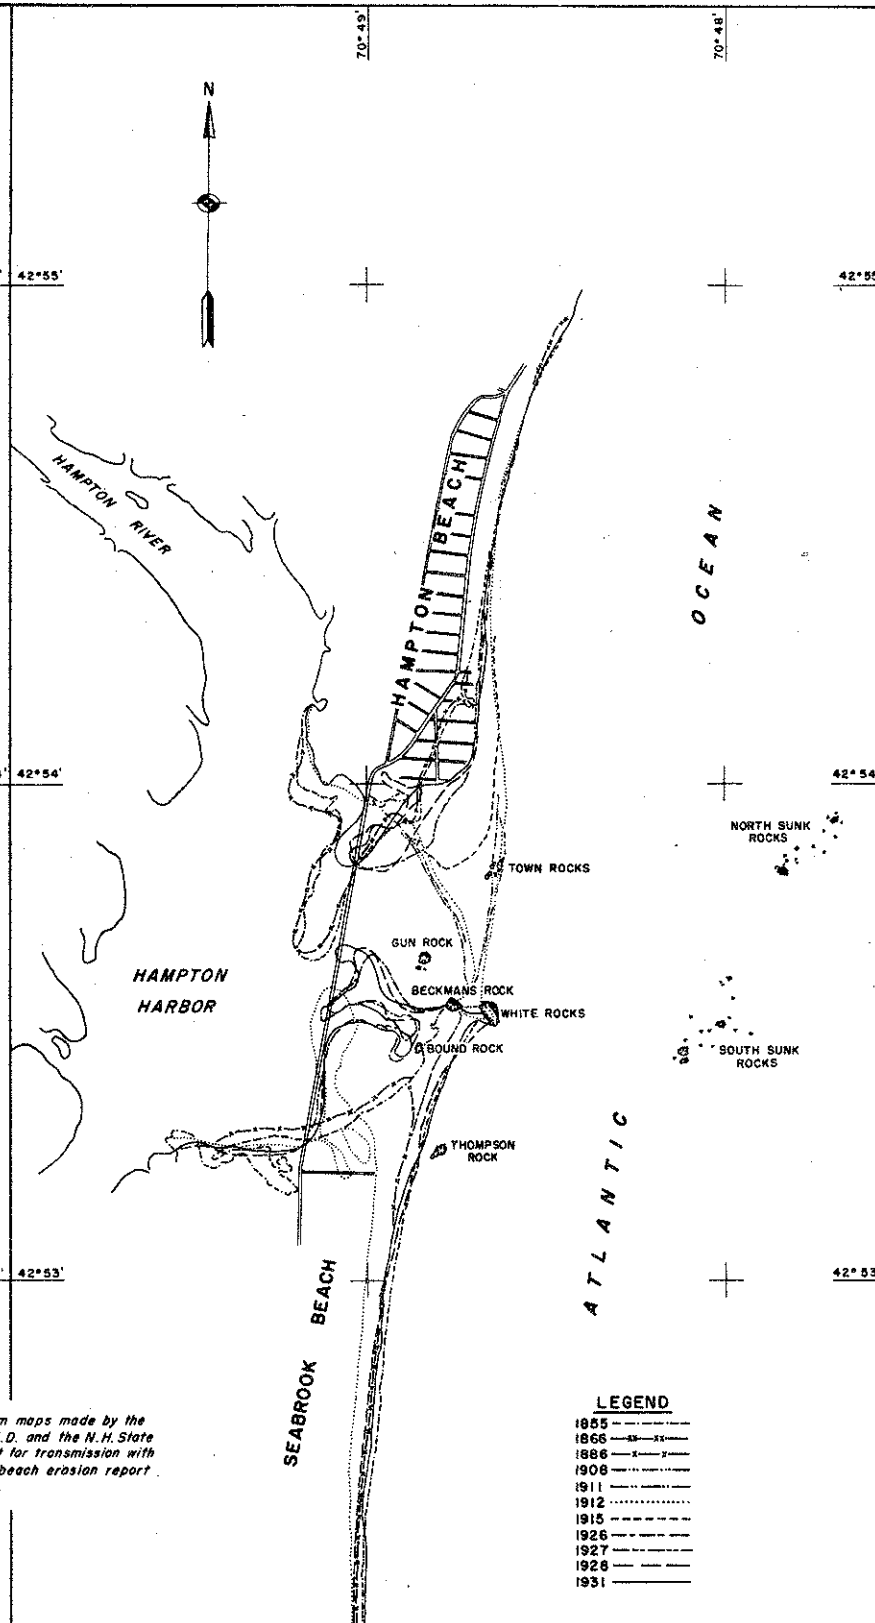 70° 49'
70° 48'
N
42°55'
42°55
HAMPTON
RIVER
HAMPTON BEACH
OCEAN
42°54
NORTH SUNK
ROCKS
TOWN ROCKS
GUN ROCK
HAMPTON
HARBOR
BECKMANS ROCK
WHITE ROCKS
BOUND ROCK
SOUTH SUNK
ROCKS
THOMPSON
ROCK
ATLANTIC
42°53'
42°53
SEABROOK BEACH
m maps made by the
.D. and the N.H. State
t for transmission with
beach erosion report.
LEGEND
1855
1866
1886
1908
1911
1912
1915
1926
1927
1928
1931